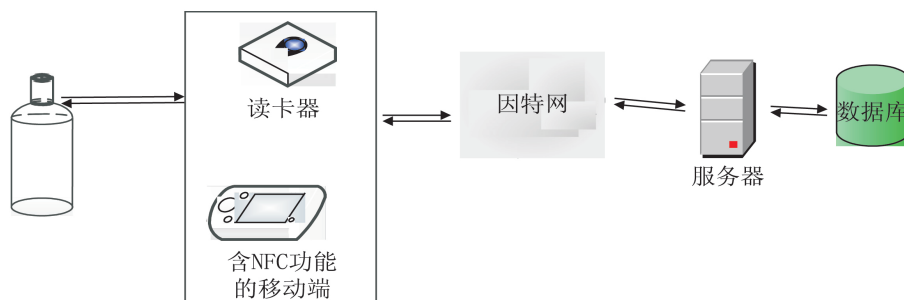 读卡器
含NFC功能
的移动端
因特网
服务器
数据库